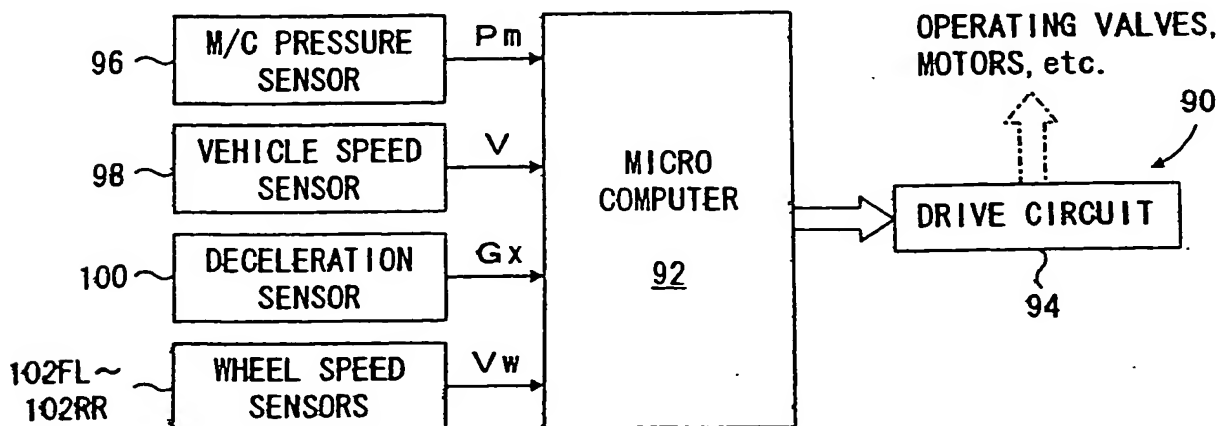 M/C PRESSURE
SENSOR
96
Pm
VEHICLE SPEED
SENSOR
98
V
DECELERATION
SENSOR
100
Gx
WHEEL SPEED
SENSORS
102FL~
102RR
Vw
MICRO
COMPUTER
92
OPERATING VALVES,
MOTORS, etc.
90
DRIVE CIRCUIT
94